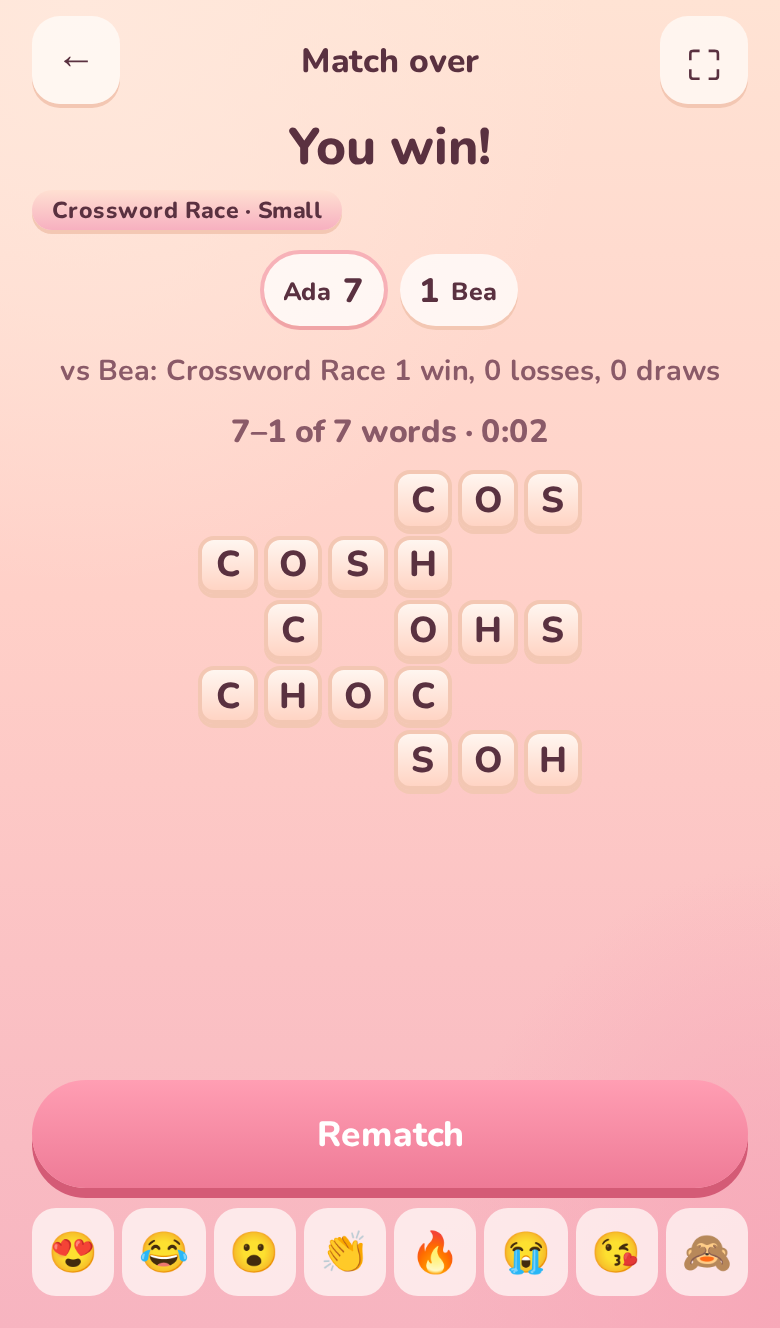 ←
Match over
You win!
Crossword Race · Small
Ada 7
1 Bea
vs Bea: Crossword Race 1 win, 0 losses, 0 draws
7–1 of 7 words · 0:02
C O S
C O S H
C O H S
C H O C
S O H
Rematch